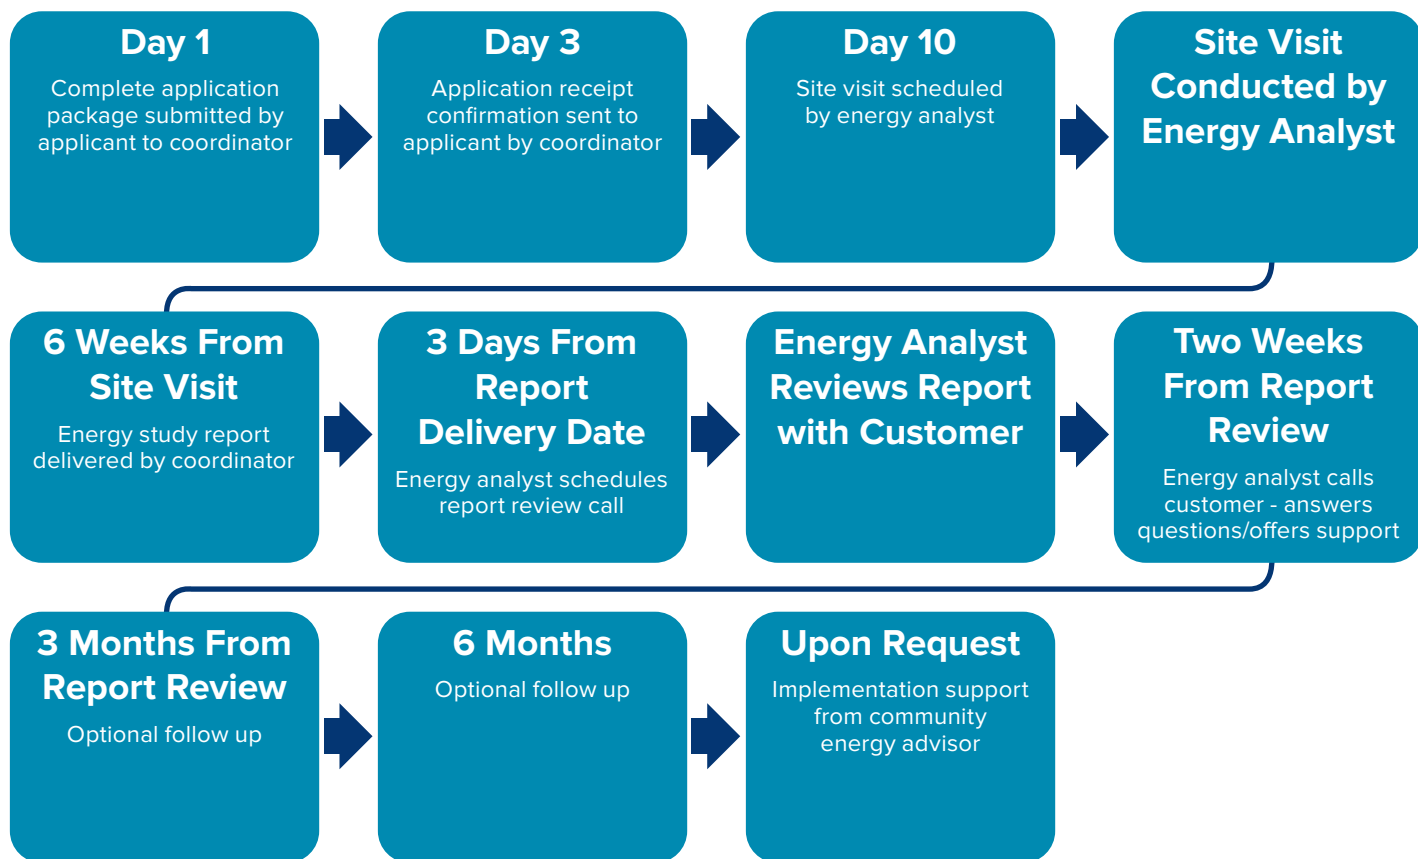 Day 1
Complete application
package submitted by
applicant to coordinator
Day 3
Application receipt
confirmation sent to
applicant by coordinator
Day 10
Site visit scheduled
by energy analyst
Site Visit
Conducted by
Energy Analyst
6 Weeks From
Site Visit
Energy study report
delivered by coordinator
3 Days From
Report
Delivery Date
Energy analyst schedules
report review call
Energy Analyst
Reviews Report
with Customer
Two Weeks
From Report
Review
Energy analyst calls
customer - answers
questions/offers support
3 Months From
Report Review
Optional follow up
6 Months
Optional follow up
Upon Request
Implementation support
from community
energy advisor